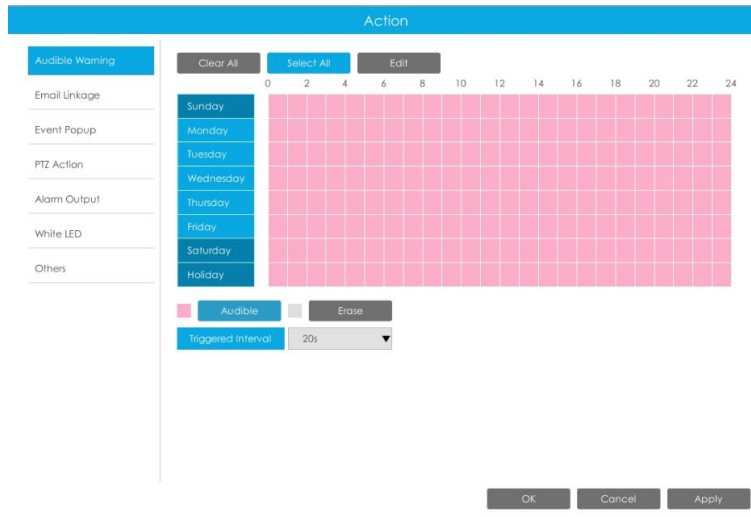 Action
Audible Warning
Email Linkage
Event Popup
PTZ Action
Alarm Output
White LED
Others
Clear All Select All Edit
0 2 4 6 8 10 12 14 16 18 20 22 24
Sunday
Monday
Tuesday
Wednesday
Thursday
Friday
Saturday
Holiday
Audible Erase
Triggered Interval 20s
OK Cancel Apply